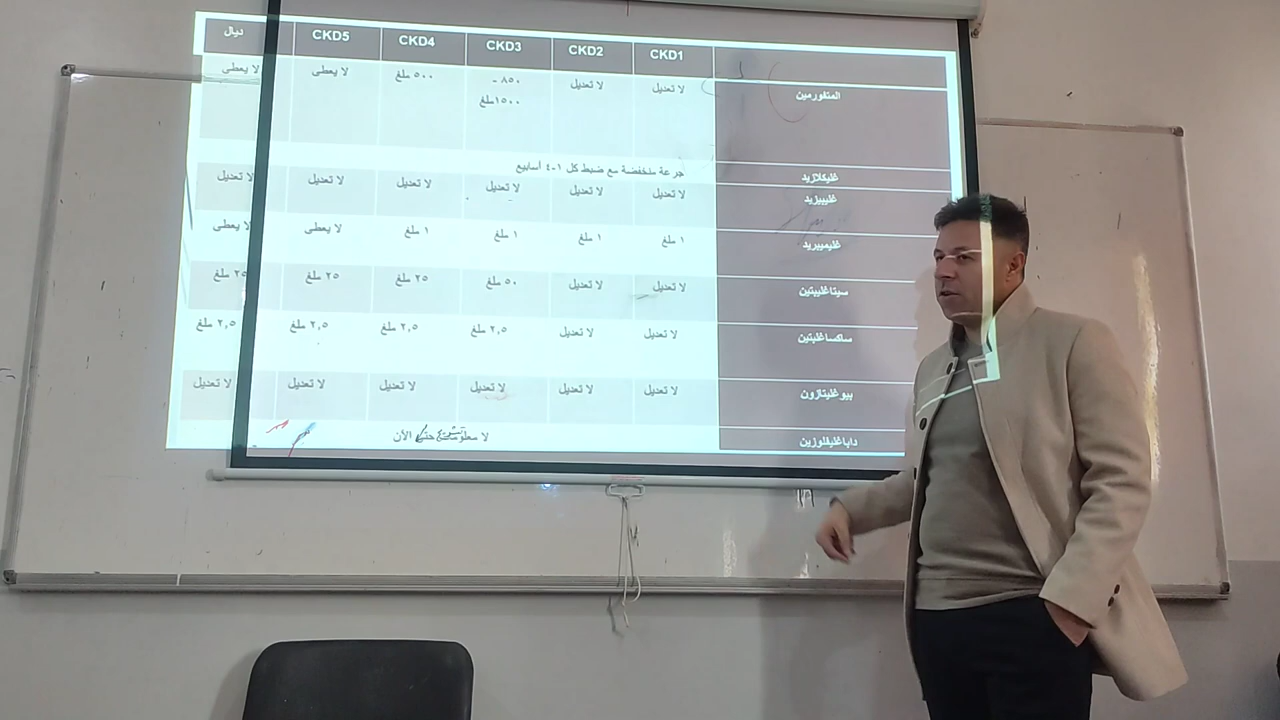 CKD1 CKD2 CKD3 CKD4 CKD5 ديال
المتفورمين لا تعديل لا تعديل ٨٥٠ - ١٥٠٠ملغ ٥٠٠ ملغ لا يعطى لا يعطى
غليكلازيد جرعة منخفضة مع ضبط كل ١-٤ أسابيع
غليبيزيد لا تعديل لا تعديل لا تعديل لا تعديل لا تعديل لا تعديل
غليمبيريد ١ ملغ ١ ملغ ١ ملغ ١ ملغ لا يعطى لا يعطى
سيتاغليبتين لا تعديل لا تعديل ٥٠ ملغ ٢٥ ملغ ٢٥ ملغ ٢٥ ملغ
ساكساغلبتين لا تعديل لا تعديل ٢,٥ ملغ ٢,٥ ملغ ٢,٥ ملغ ٢,٥ ملغ
بيوغليتازون لا تعديل لا تعديل لا تعديل لا تعديل لا تعديل لا تعديل
داباغليفلوزين لا معلومات حتى الآن